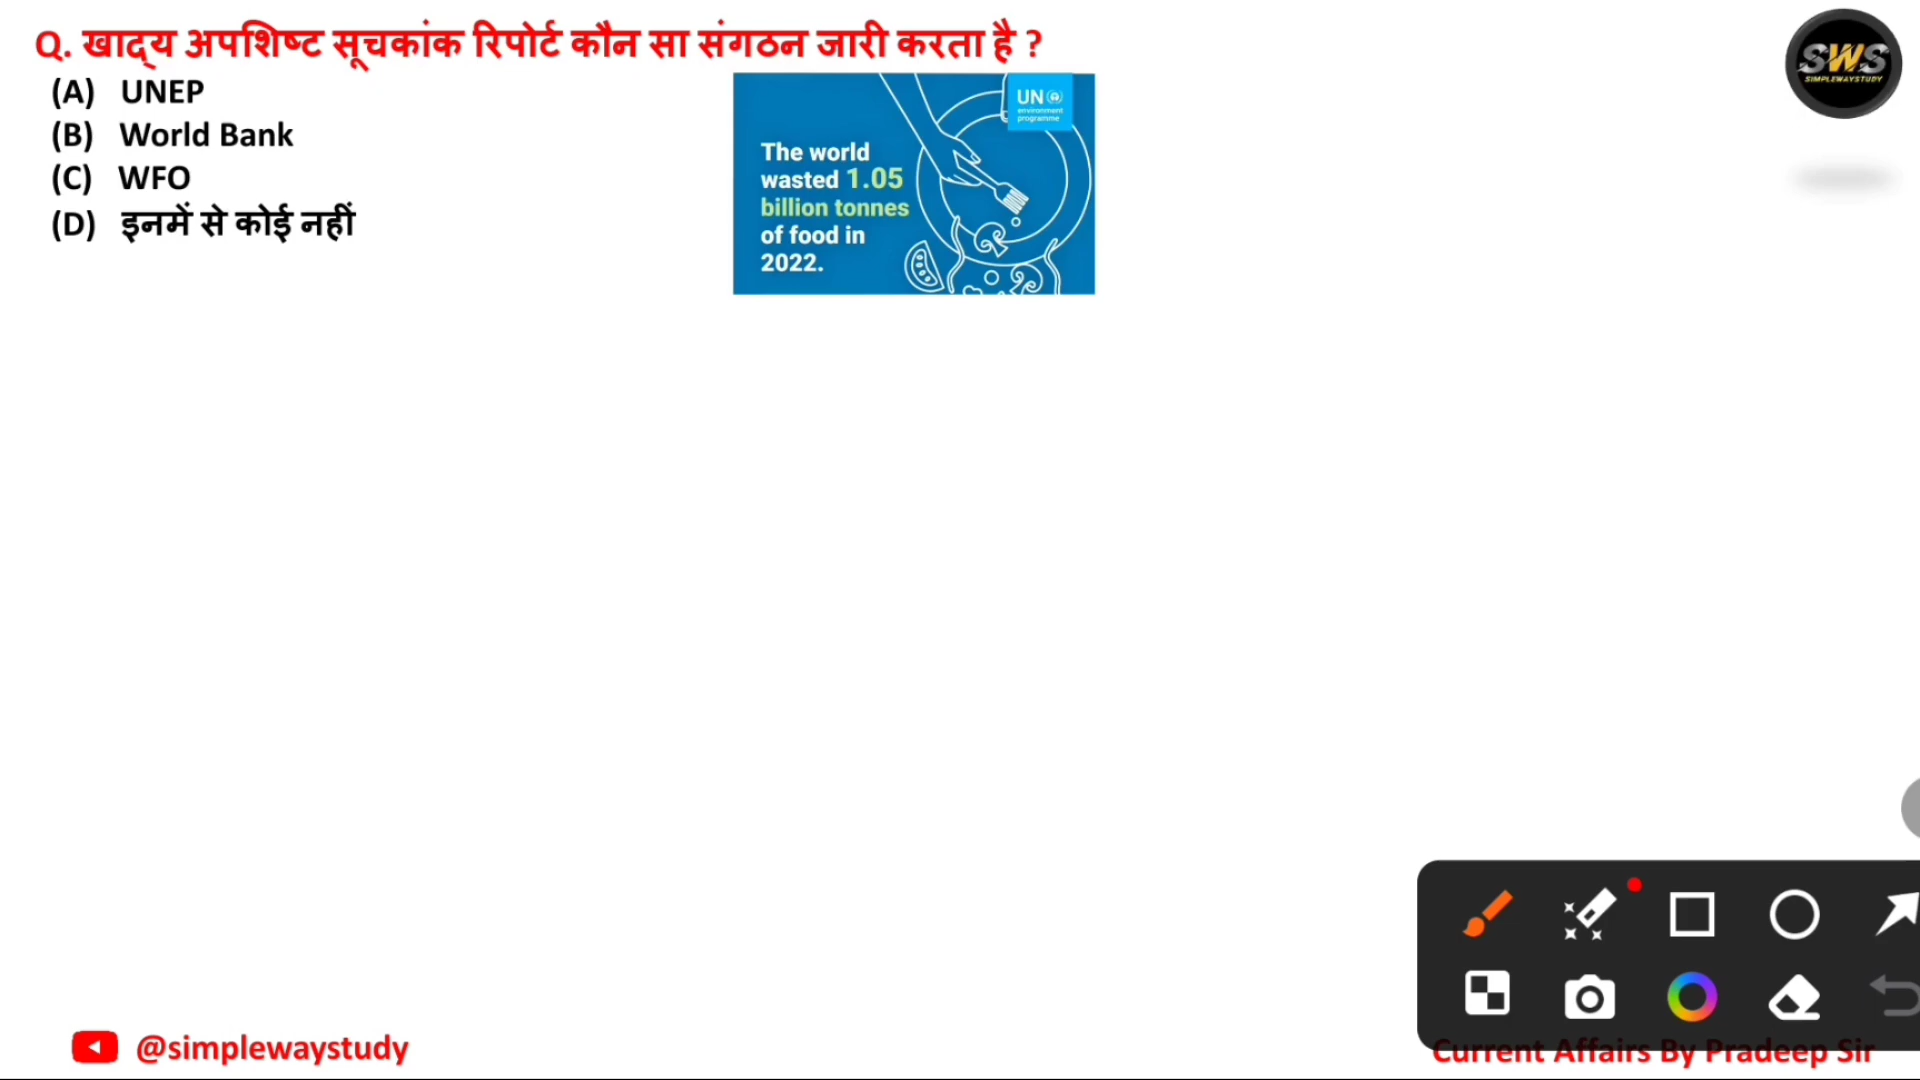 Q. खाद्य अपशिष्ट सूचकांक रिपोर्ट कौन सा संगठन जारी करता है ?
(A) UNEP
(B) World Bank
(C) WFO
(D) इनमें से कोई नहीं
UN
environment
programme
The world
wasted 1.05
billion tonnes
of food in
2022.
SWS
SIMPLEWAYSTUDY
@simplewaystudy
Current Affairs By Pradeep Sir